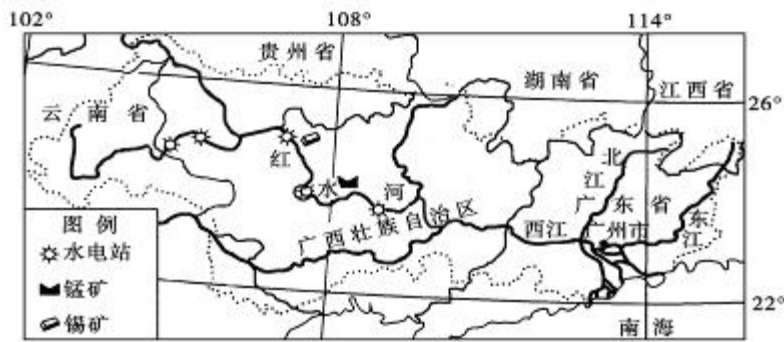 102°
108°
114°
贵州省
湖南省
江西省
26°
云南省
红
水
河
北
江
广东省
广州市
东
江
西江
广西壮族自治区
图例
水电站
锰矿
锡矿
22°
南海